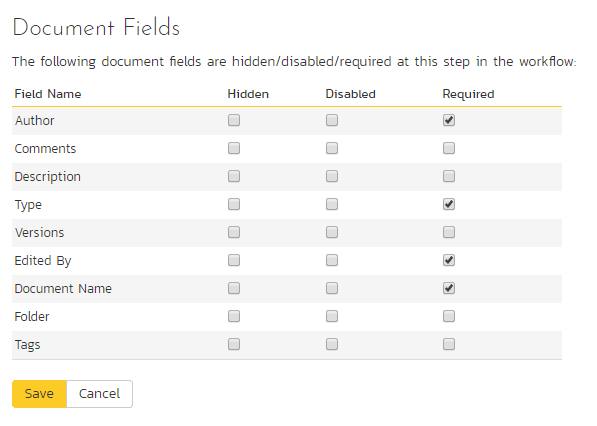 Document Fields
The following document fields are hidden/disabled/required at this step in the workflow:
Field Name Hidden Disabled Required
Author
Comments
Description
Type
Versions
Edited By
Document Name
Folder
Tags
Save Cancel